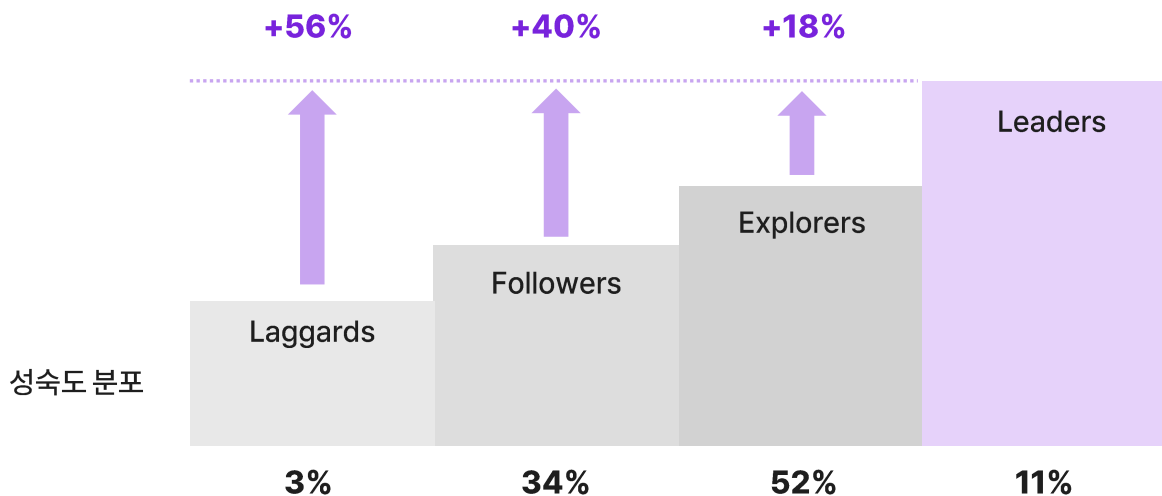 +56% +40% +18%
Leaders
Explorers
Followers
Laggards
성숙도 분포
3% 34% 52% 11%